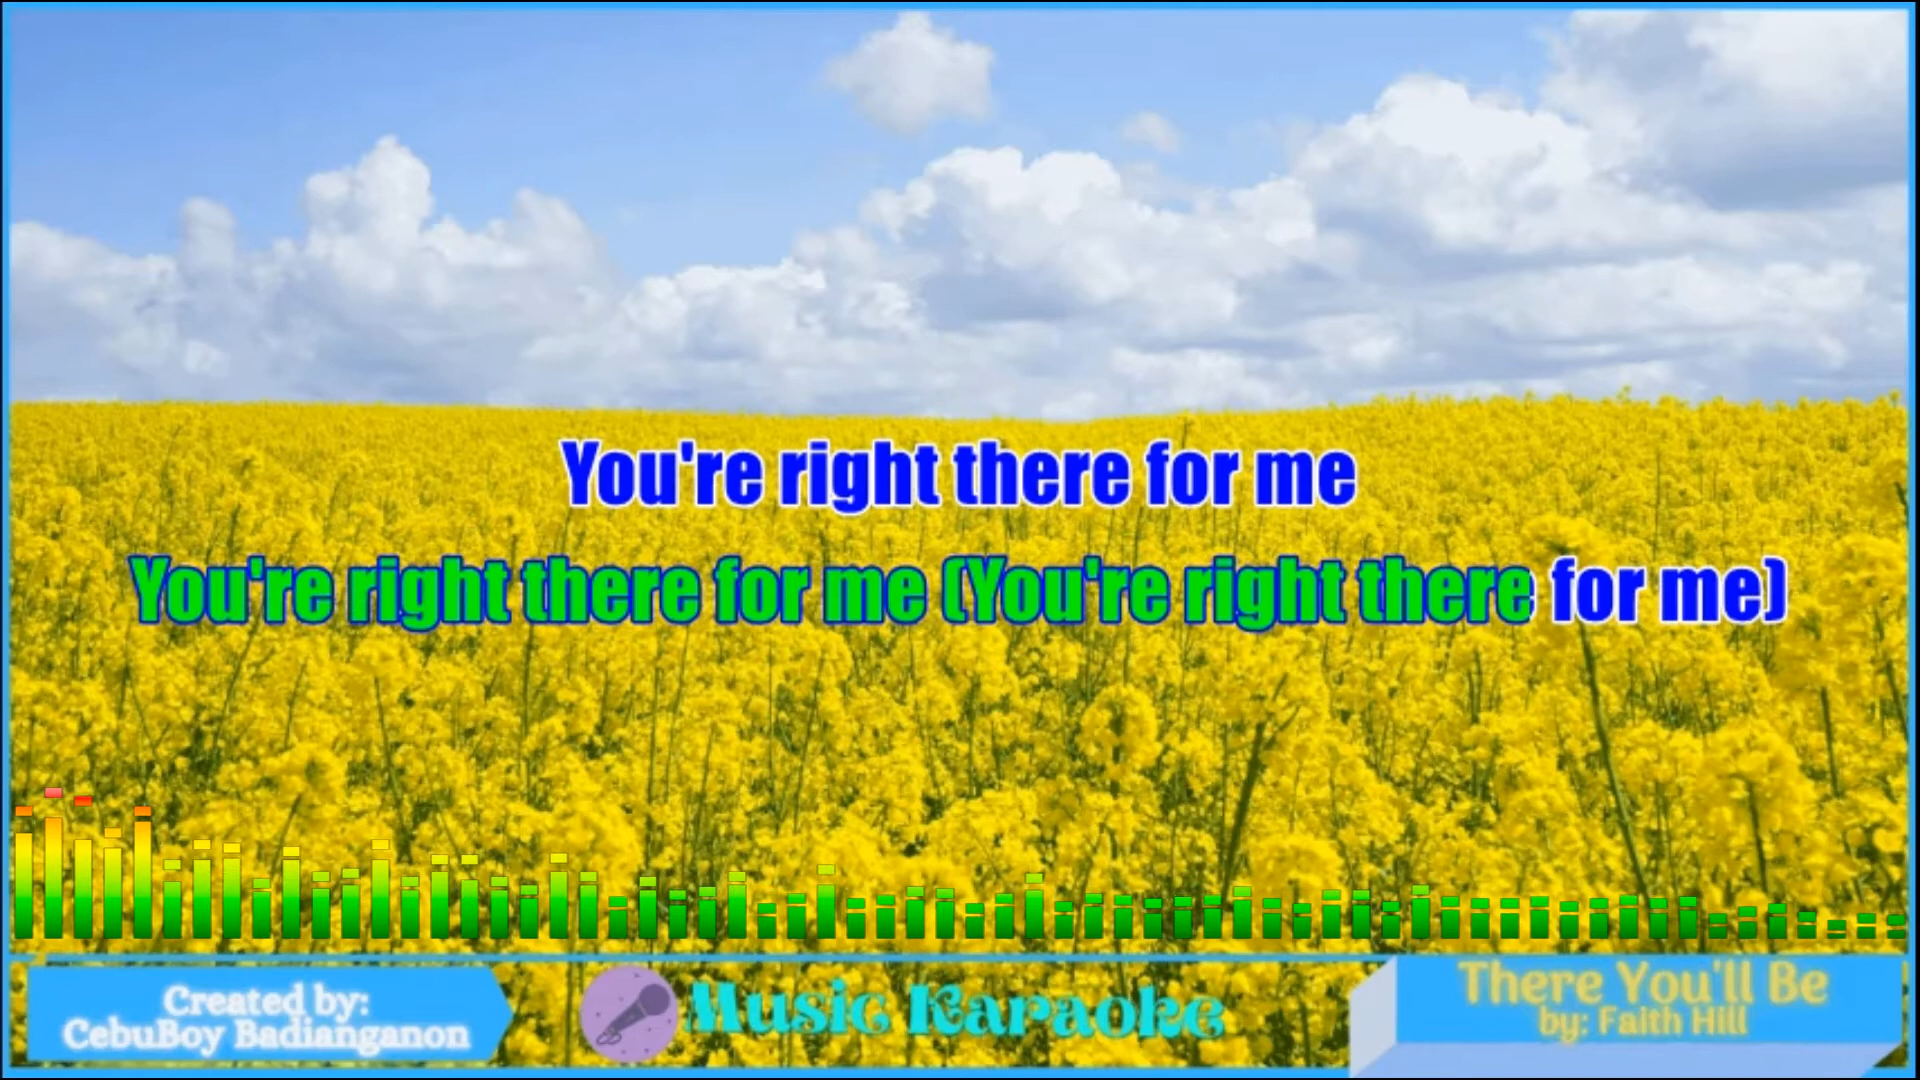 You're right there for me
You're right there for me (You're right there for me)
Created by:
CebuBoy Badianganon
Music Karaoke
There You'll Be
by: Faith Hill